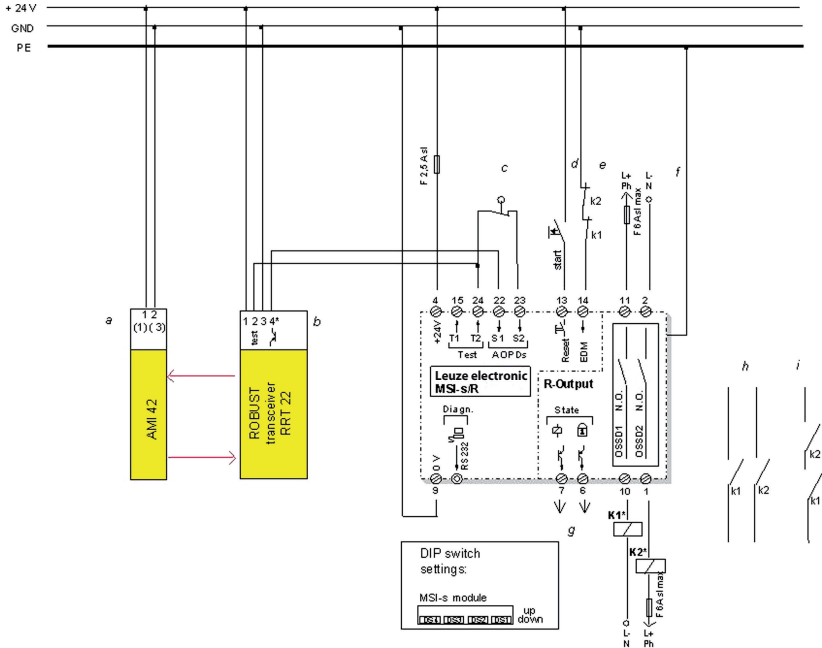 + 24 V
GND
PE
F 2,5 A sl
c
d
e
f
k2
k1
L+
Ph
L-
N
F 6 A sl max
start
a
1 2
(1) ( 3)
AMI 42
1 2 3 4*
test
b
ROBUST
transceiver
RRT 22
4 15 24 22 23 13 14 11 2
+24V
T1 T2 S1 S2
Test AOPDs
Reset
EDM
Leuze electronic
MSI-s/R
R-Output
Diagn.
RS 232
State
OSSD1 N.O.
OSSD2 N.O.
0 V
9 7 6 10 1
g
K1*
K2*
F 6 A sl max
L-
N
L+
Ph
h
k1 k2
i
k2
k1
DIP switch
settings:
MSI-s module
DS4 DS3 DS2 DS1
up
down